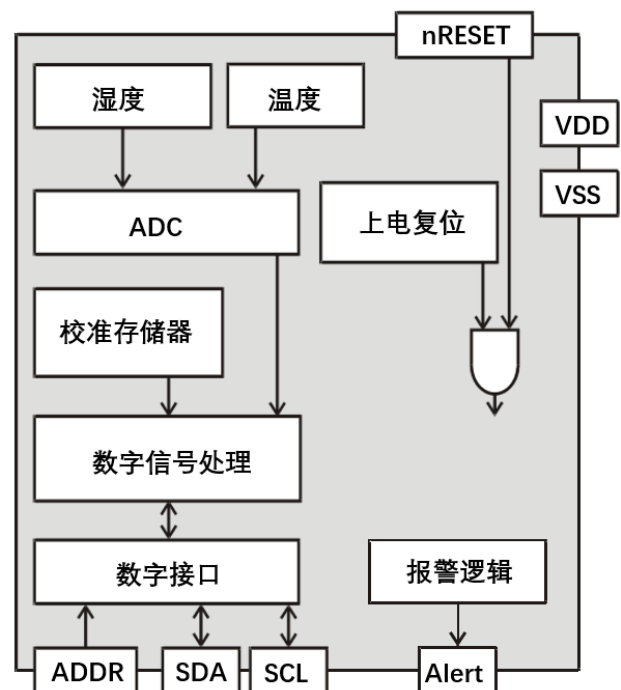 nRESET
湿度
温度
VDD
VSS
ADC
上电复位
校准存储器
数字信号处理
数字接口
报警逻辑
ADDR
SDA
SCL
Alert